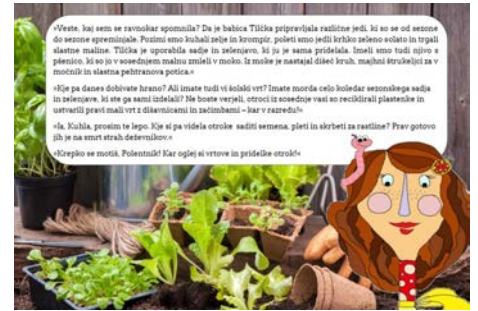 »Veste, kaj sem se ravnokar spomnila? Da je babica Tilčka pripravljala različne jedi, ki so se od sezone
do sezone spreminjale. Pozimi smo kuhali zelje in krompir, poleti smo jedli krhko zeleno solato in trgali
slastne maline. Tilčka je uporabila sadje in zelenjavo, ki ju je sama pridelala. Imeli smo tudi njivo s
pšenico, ki so jo v sosednjem malnu zmleli v moko. Iz moke je nastajal dišeč kruh, majhni štrukeljci za v
močnik in slastna pehtranova potica.«
»Kje pa danes dobivate hrano? Ali imate tudi vi šolski vrt? Imate morda celo koledar sezonskega sadja
in zelenjave, ki ste ga sami izdelali? Ne boste verjeli, otroci iz sosednje vasi so reciklirali plastenke in
ustvarili pravi mali vrt z dišavnicami in začimbami – kar v razredu!«
»Ja, Kuhla, prosim te lepo. Kje si pa videla otroke saditi semena, pleti in skrbeti za rastline? Prav gotovo
jih je na smrt strah deževnikov.«
»Krepko se motiš, Polentnik! Kar oglej si vrtove in pridelke otrok!«